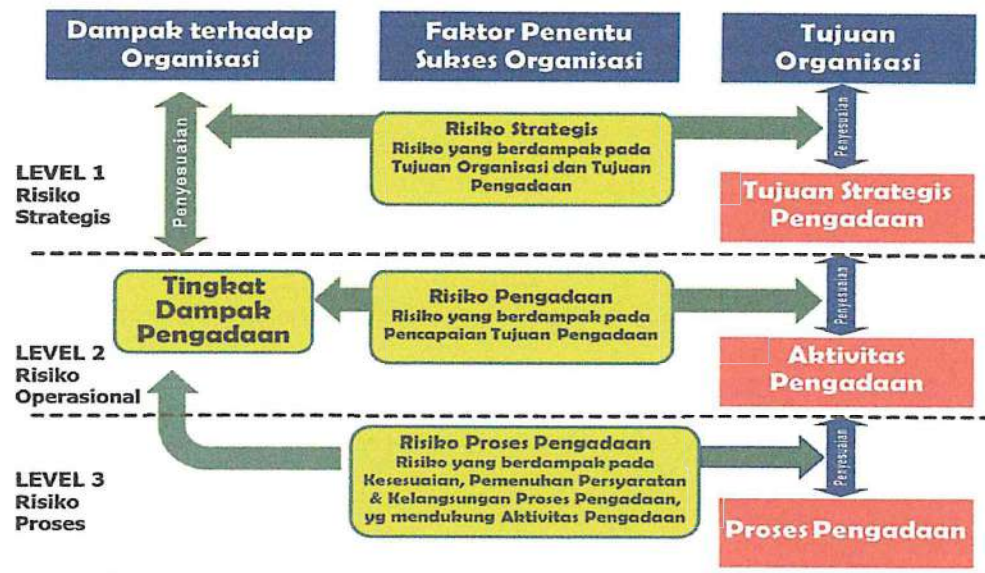 Dampak terhadap
Organisasi
Faktor Penentu
Sukses Organisasi
Tujuan
Organisasi
LEVEL 1
Risiko
Strategis
Penyesuaian
Risiko Strategis
Risiko yang berdampak pada
Tujuan Organisasi dan Tujuan
Pengadaan
Penyesuaian
Tujuan Strategis
Pengadaan
LEVEL 2
Risiko
Operasional
Tingkat
Dampak
Pengadaan
Risiko Pengadaan
Risiko yang berdampak pada
Pencapaian Tujuan Pengadaan
Penyesuaian
Aktivitas
Pengadaan
LEVEL 3
Risiko
Proses
Risiko Proses Pengadaan
Risiko yang berdampak pada
Kesesuaian, Pemenuhan Persyaratan
& Kelangsungan Proses Pengadaan,
yg mendukung Aktivitas Pengadaan
Penyesuaian
Proses Pengadaan